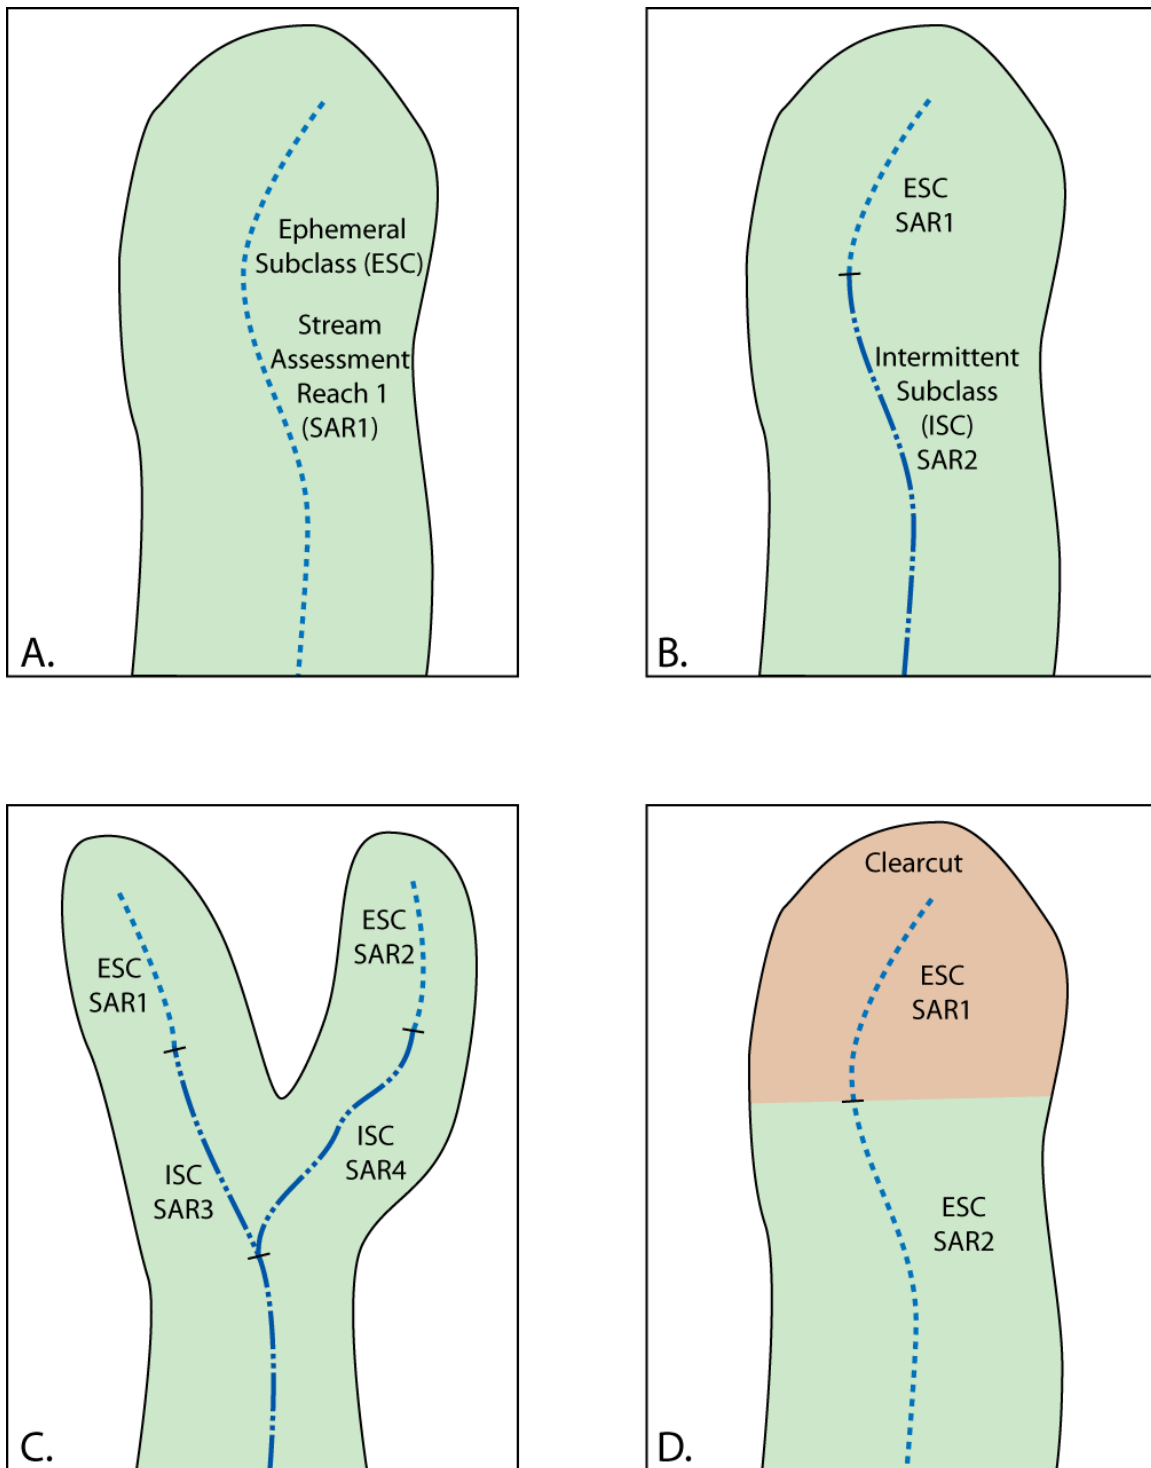 Ephemeral
Subclass (ESC)
Stream
Assessment
Reach 1
(SAR1)
A.
ESC
SAR1
Intermittent
Subclass
(ISC)
SAR2
B.
ESC
SAR1
ESC
SAR2
ISC
SAR3
ISC
SAR4
C.
Clearcut
ESC
SAR1
ESC
SAR2
D.